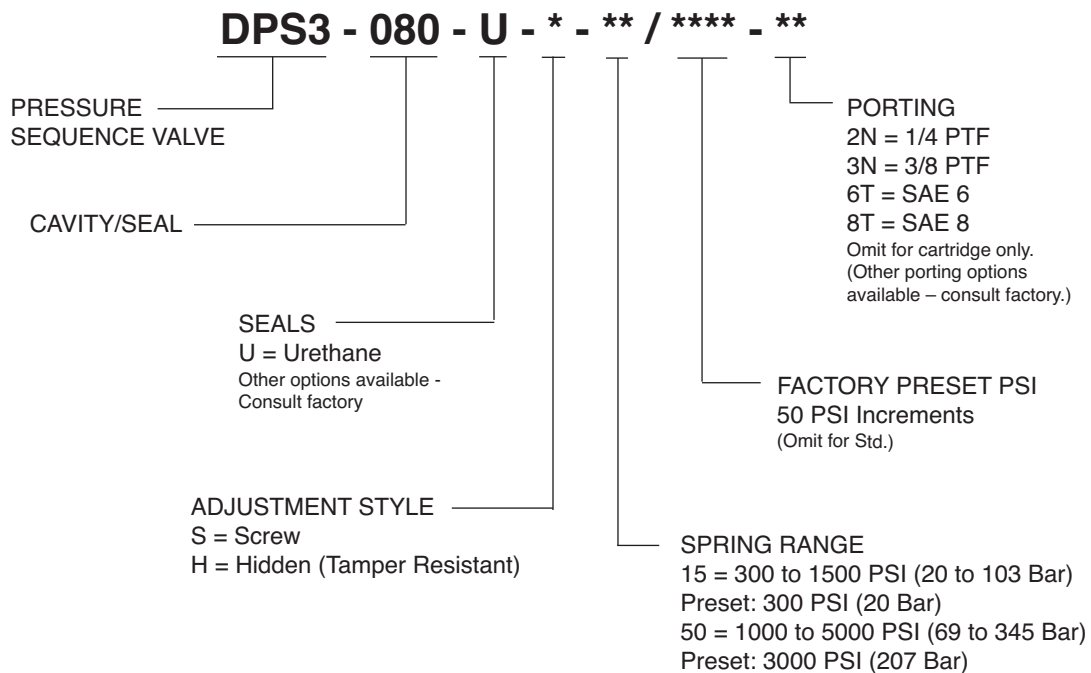 DPS3 - 080 - U - * - ** / **** - **
PRESSURE
SEQUENCE VALVE
CAVITY/SEAL
SEALS
U = Urethane
Other options available -
Consult factory
ADJUSTMENT STYLE
S = Screw
H = Hidden (Tamper Resistant)
PORTING
2N = 1/4 PTF
3N = 3/8 PTF
6T = SAE 6
8T = SAE 8
Omit for cartridge only.
(Other porting options
available – consult factory.)
FACTORY PRESET PSI
50 PSI Increments
(Omit for Std.)
SPRING RANGE
15 = 300 to 1500 PSI (20 to 103 Bar)
Preset: 300 PSI (20 Bar)
50 = 1000 to 5000 PSI (69 to 345 Bar)
Preset: 3000 PSI (207 Bar)